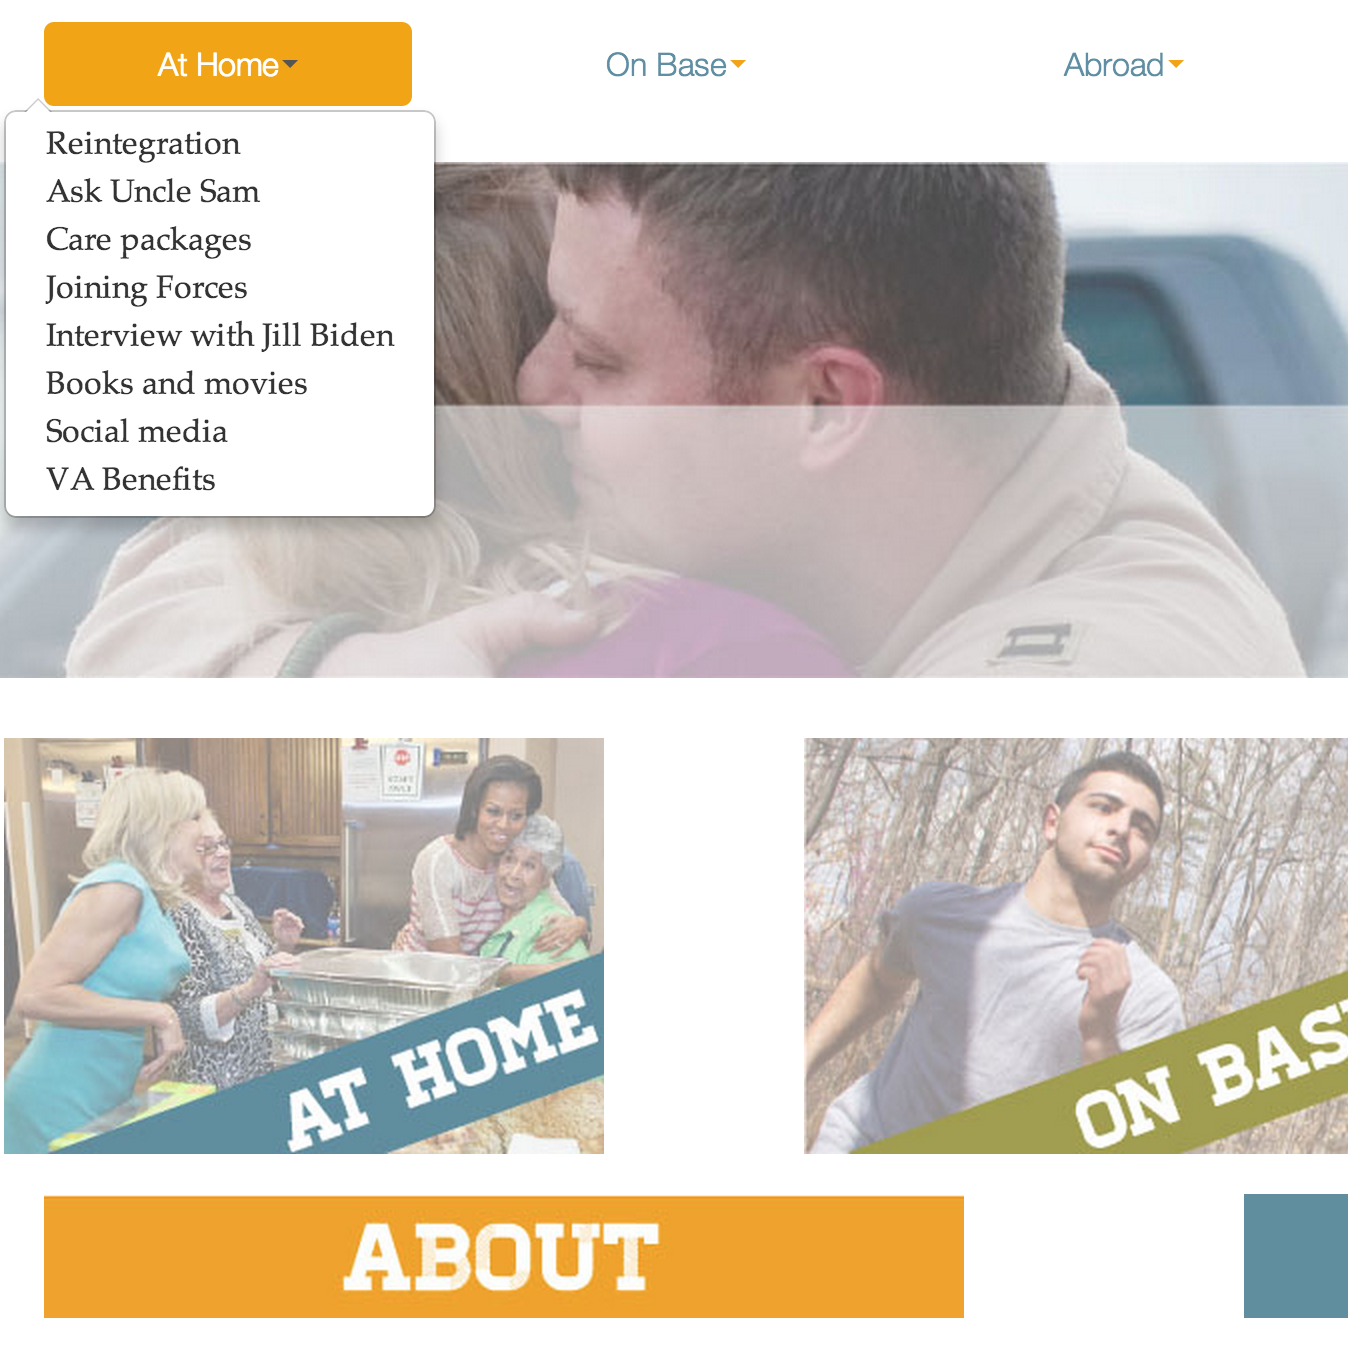 At Home
On Base
Abroad
Reintegration
Ask Uncle Sam
Care packages
Joining Forces
Interview with Jill Biden
Books and movies
Social media
VA Benefits
AT HOME
ON BAS
ABOUT